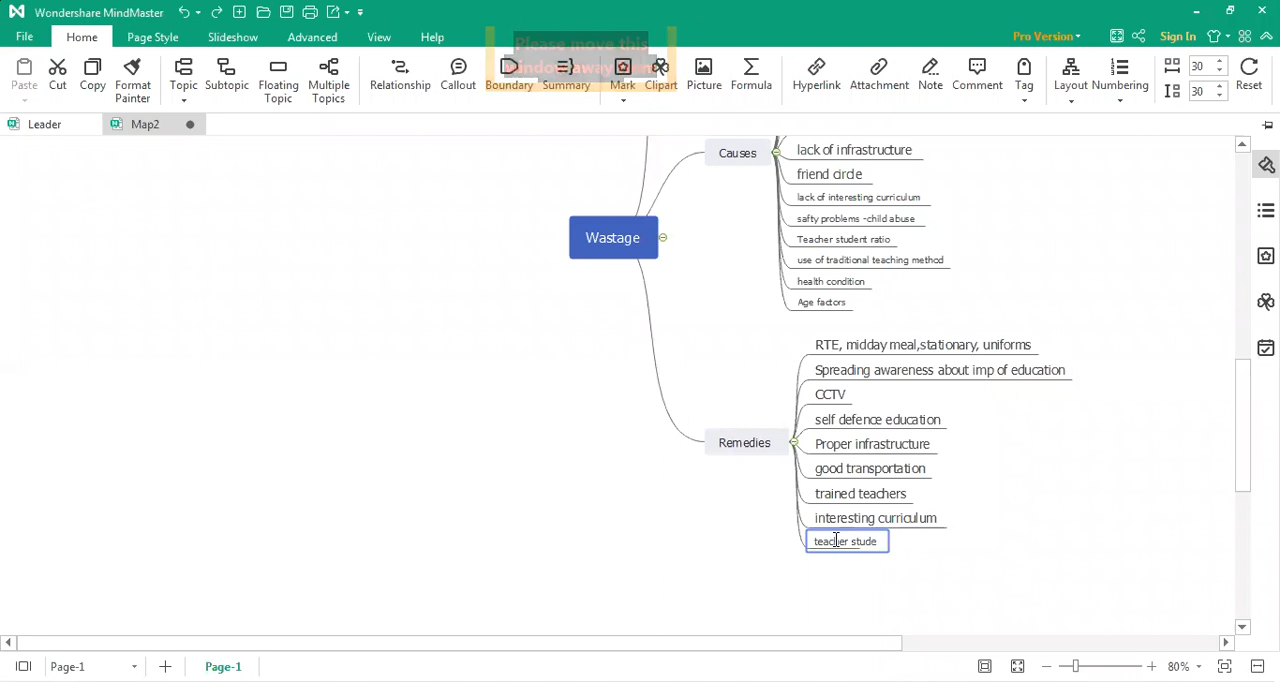 Wondershare MindMaster
File
Home
Page Style
Slideshow
Advanced
View
Help
Pro Version
Sign In
Please move this
window away
Paste
Cut
Copy
Format
Painter
Topic
Subtopic
Floating
Topic
Multiple
Topics
Relationship
Callout
Boundary
Summary
Mark
Clipart
Picture
Formula
Hyperlink
Attachment
Note
Comment
Tag
Layout
Numbering
30
30
Reset
Leader
Map2
Causes
lack of infrastructure
friend circle
lack of interesting curriculum
safty problems -child abuse
Teacher student ratio
use of traditional teaching method
health condition
Age factors
Wastage
Remedies
RTE, midday meal,stationary, uniforms
Spreading awareness about imp of education
CCTV
self defence education
Proper infrastructure
good transportation
trained teachers
interesting curriculum
teacher stude
Page-1
Page-1
80%